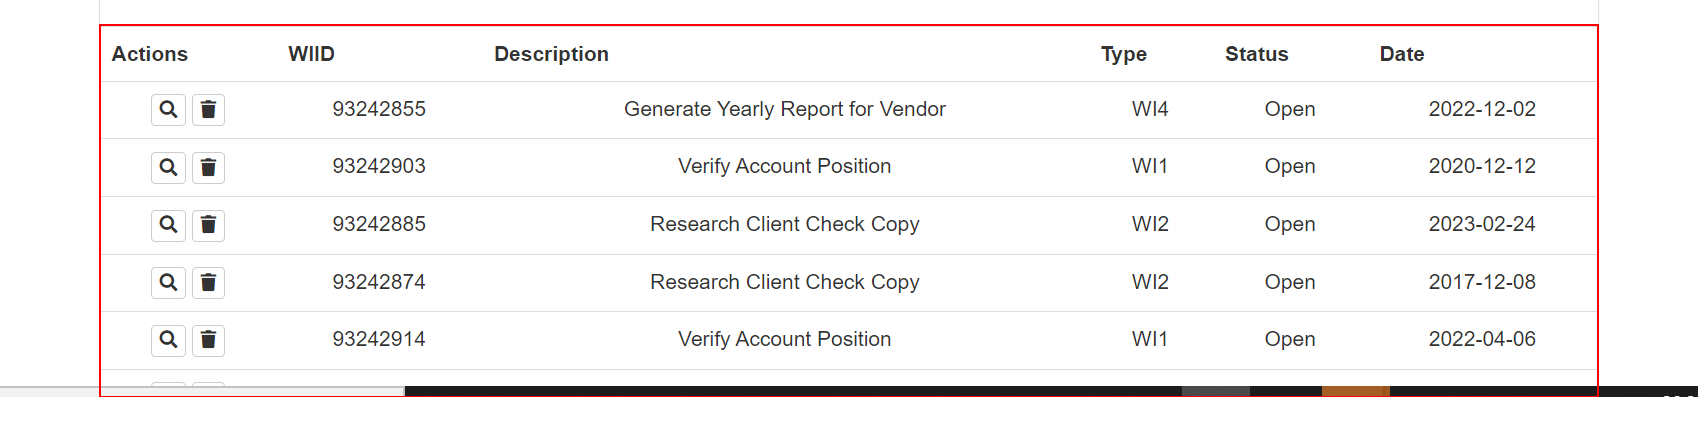 Actions WIID Description Type Status Date
93242855 Generate Yearly Report for Vendor WI4 Open 2022-12-02
93242903 Verify Account Position WI1 Open 2020-12-12
93242885 Research Client Check Copy WI2 Open 2023-02-24
93242874 Research Client Check Copy WI2 Open 2017-12-08
93242914 Verify Account Position WI1 Open 2022-04-06